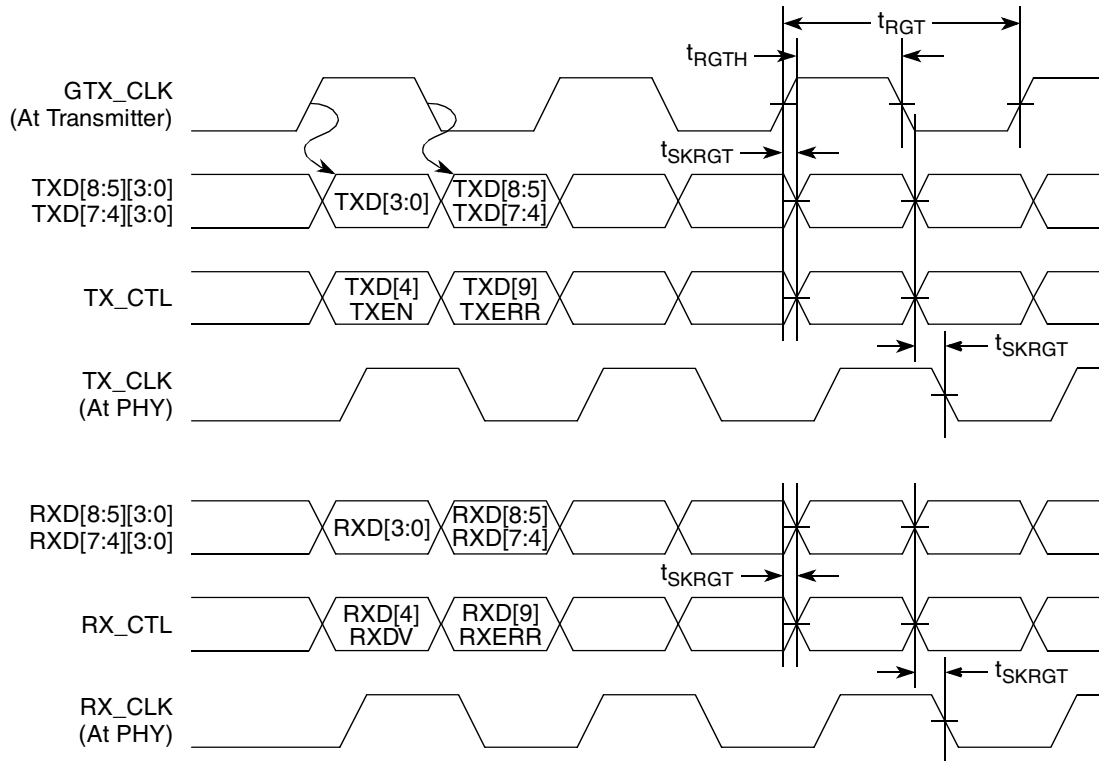 tRGT
tRGTH
GTX_CLK
(At Transmitter)
tSKRGT
TXD[8:5][3:0]
TXD[7:4][3:0]
TXD[3:0]
TXD[8:5]
TXD[7:4]
TX_CTL
TXD[4]
TXEN
TXD[9]
TXERR
tSKRGT
TX_CLK
(At PHY)
RXD[8:5][3:0]
RXD[7:4][3:0]
RXD[3:0]
RXD[8:5]
RXD[7:4]
tSKRGT
RX_CTL
RXD[4]
RXDV
RXD[9]
RXERR
tSKRGT
RX_CLK
(At PHY)